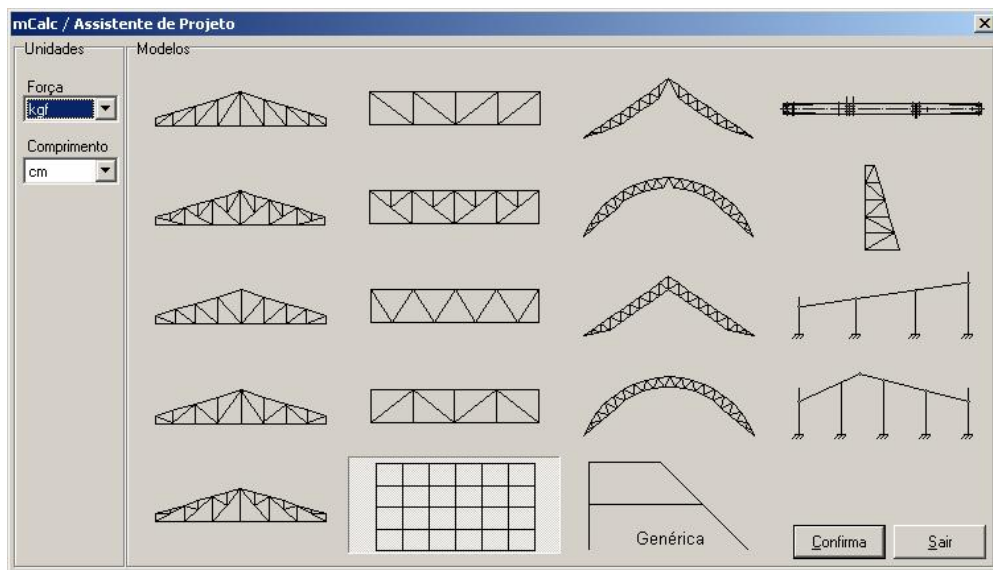 mCalc / Assistente de Projeto
Unidades
Modelos
Força
kgf
Comprimento
cm
Genérica
Confirma
Sair